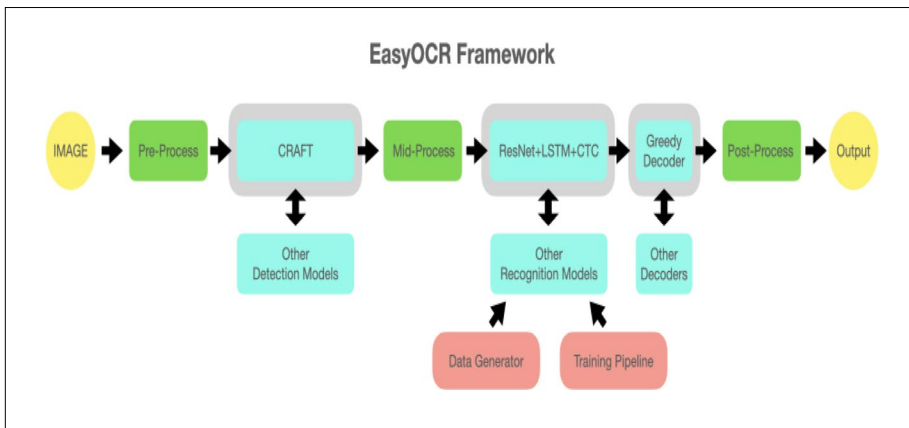 EasyOCR Framework
IMAGE
Pre-Process
CRAFT
Mid-Process
ResNet+LSTM+CTC
Greedy
Decoder
Post-Process
Output
Other
Detection Models
Other
Recognition Models
Other
Decoders
Data Generator
Training Pipeline